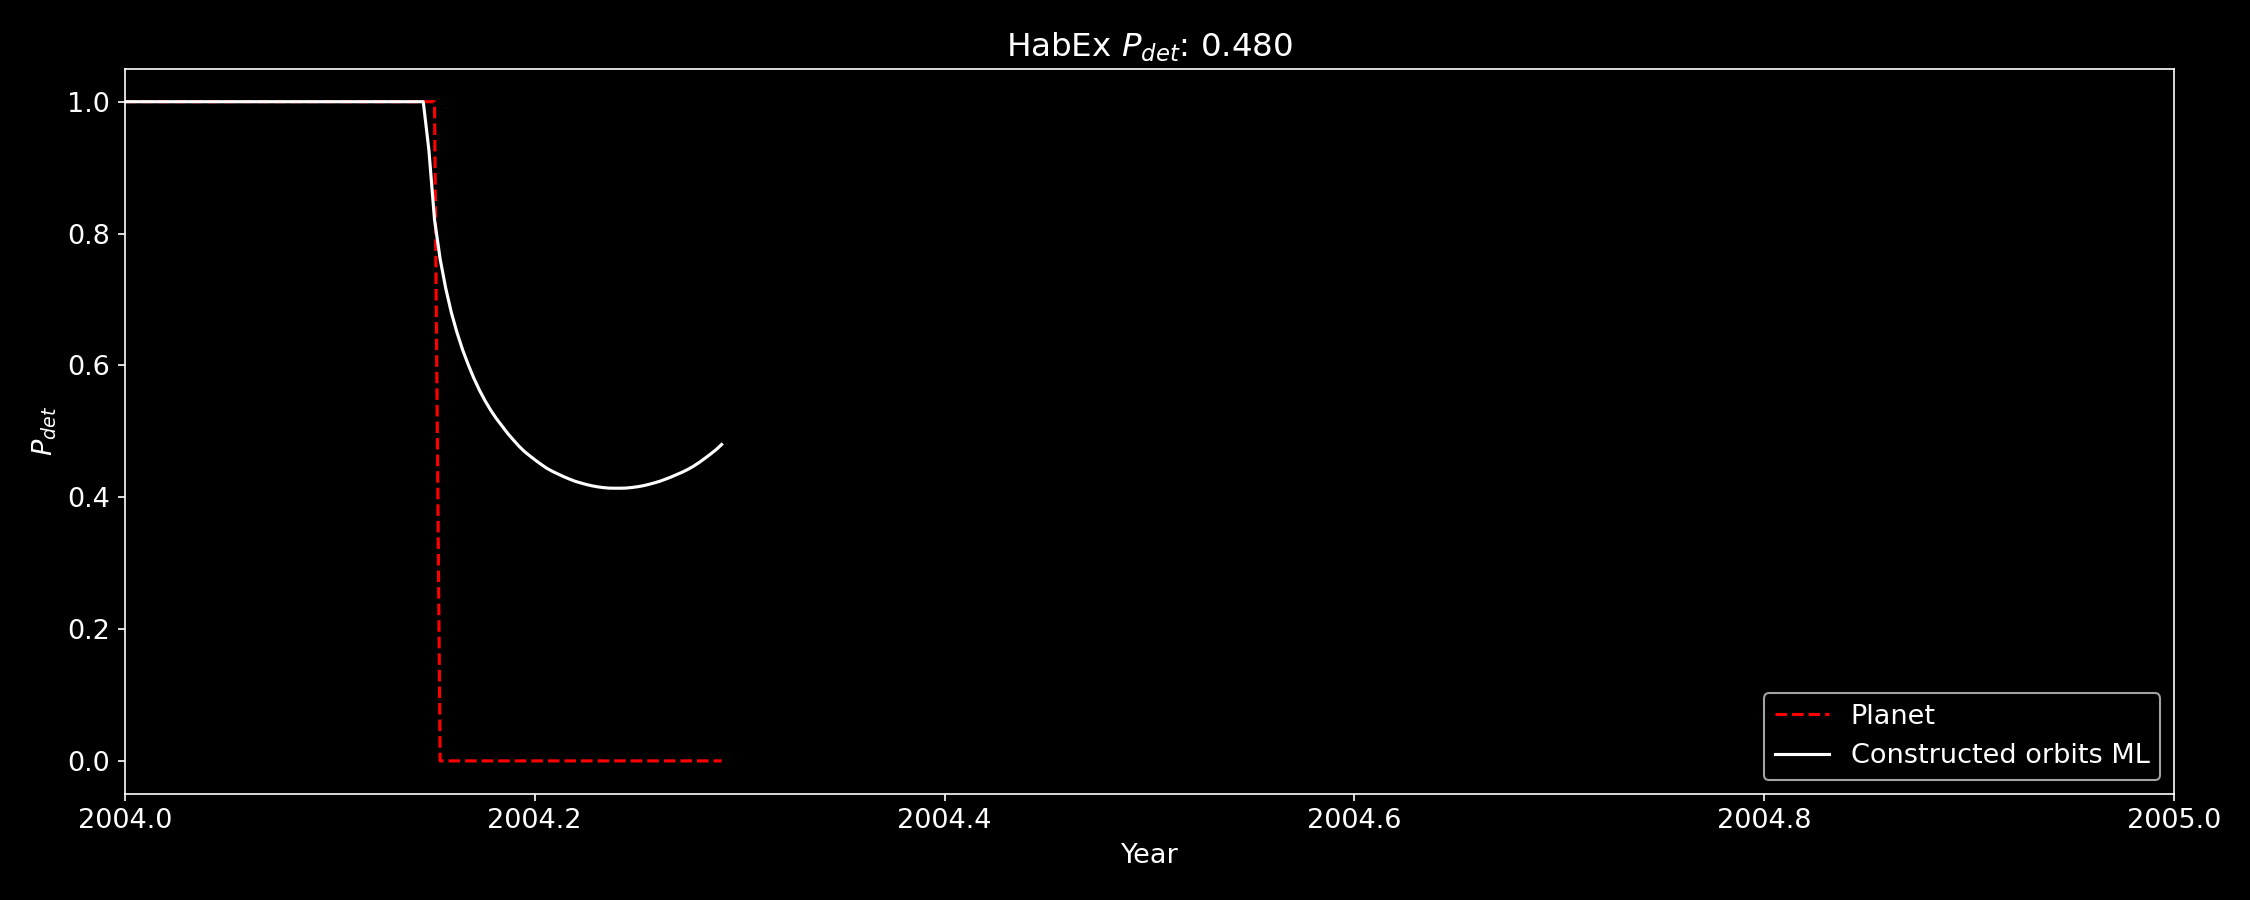 HabEx P_det: 0.480
1.0
0.8
0.6
0.4
0.2
0.0
P_det
2004.0 2004.2 2004.4 2004.6 2004.8 2005.0
Year
Planet
Constructed orbits ML